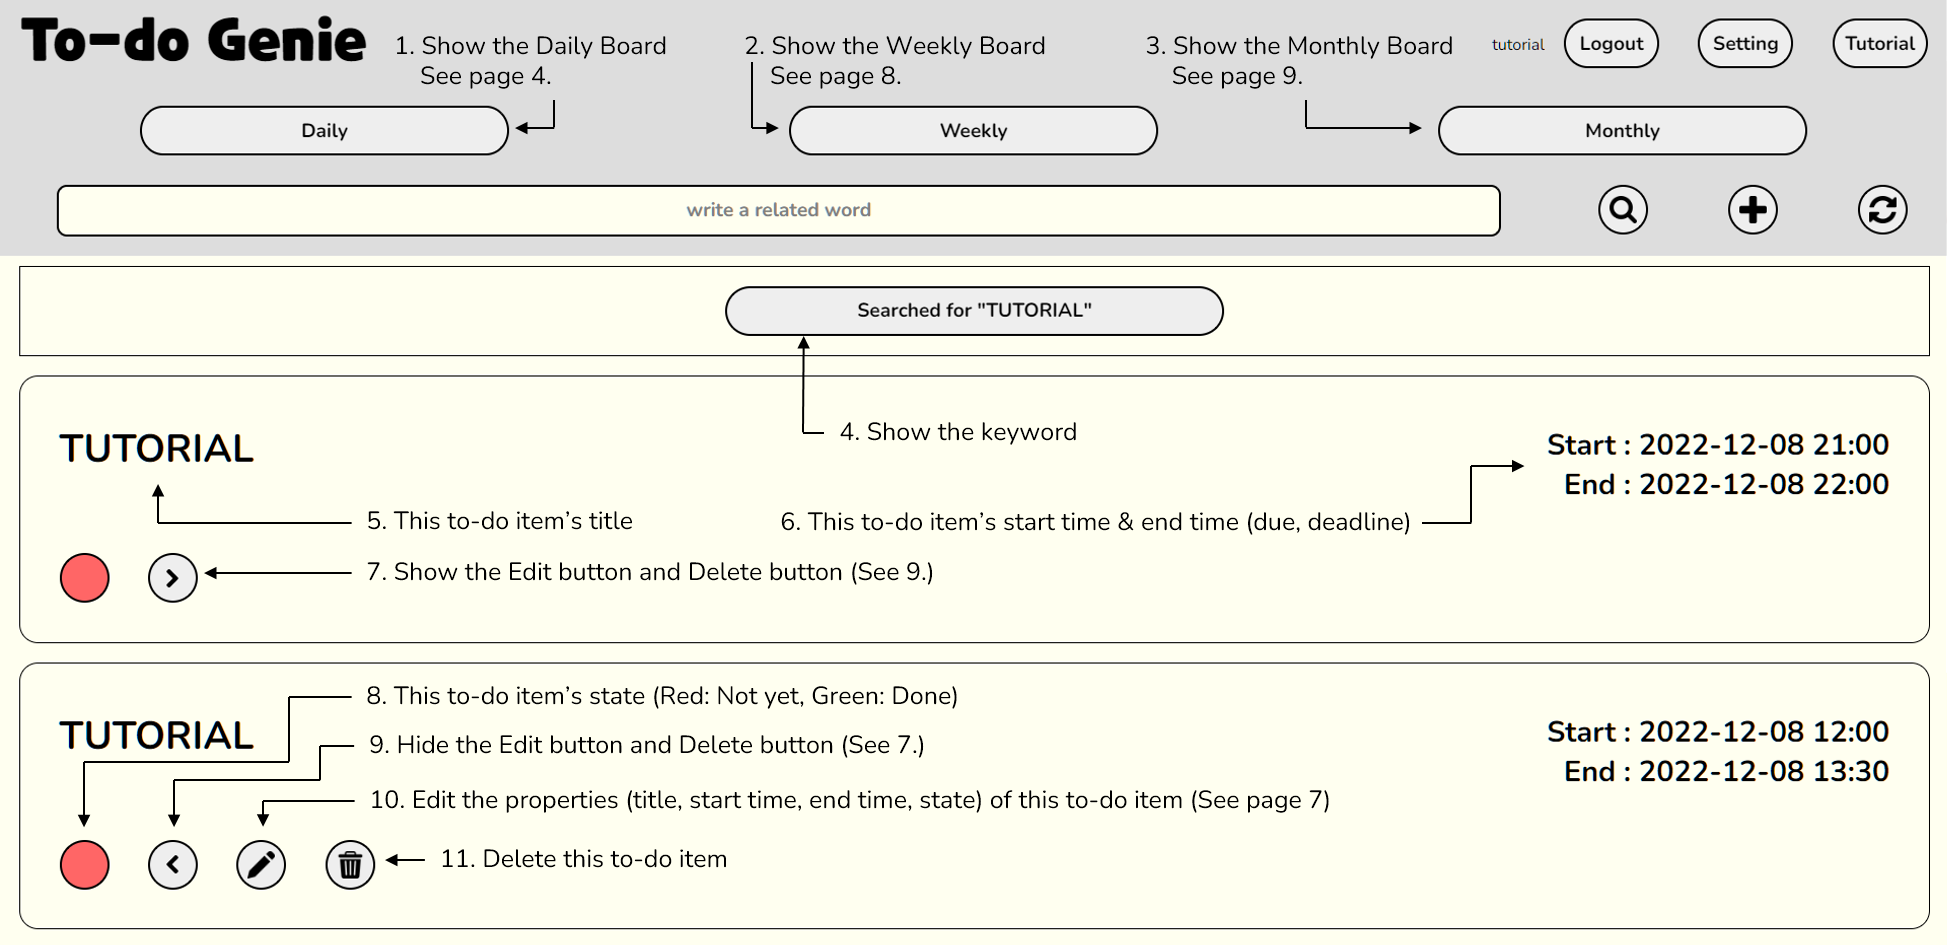 To-do Genie
1. Show the Daily Board
See page 4.
2. Show the Weekly Board
See page 8.
3. Show the Monthly Board
See page 9.
tutorial
Logout
Setting
Tutorial
Daily
Weekly
Monthly
write a related word
Searched for "TUTORIAL"
4. Show the keyword
TUTORIAL
Start : 2022-12-08 21:00
End : 2022-12-08 22:00
5. This to-do item’s title
6. This to-do item’s start time & end time (due, deadline)
7. Show the Edit button and Delete button (See 9.)
8. This to-do item’s state (Red: Not yet, Green: Done)
TUTORIAL
Start : 2022-12-08 12:00
End : 2022-12-08 13:30
9. Hide the Edit button and Delete button (See 7.)
10. Edit the properties (title, start time, end time, state) of this to-do item (See page 7)
11. Delete this to-do item